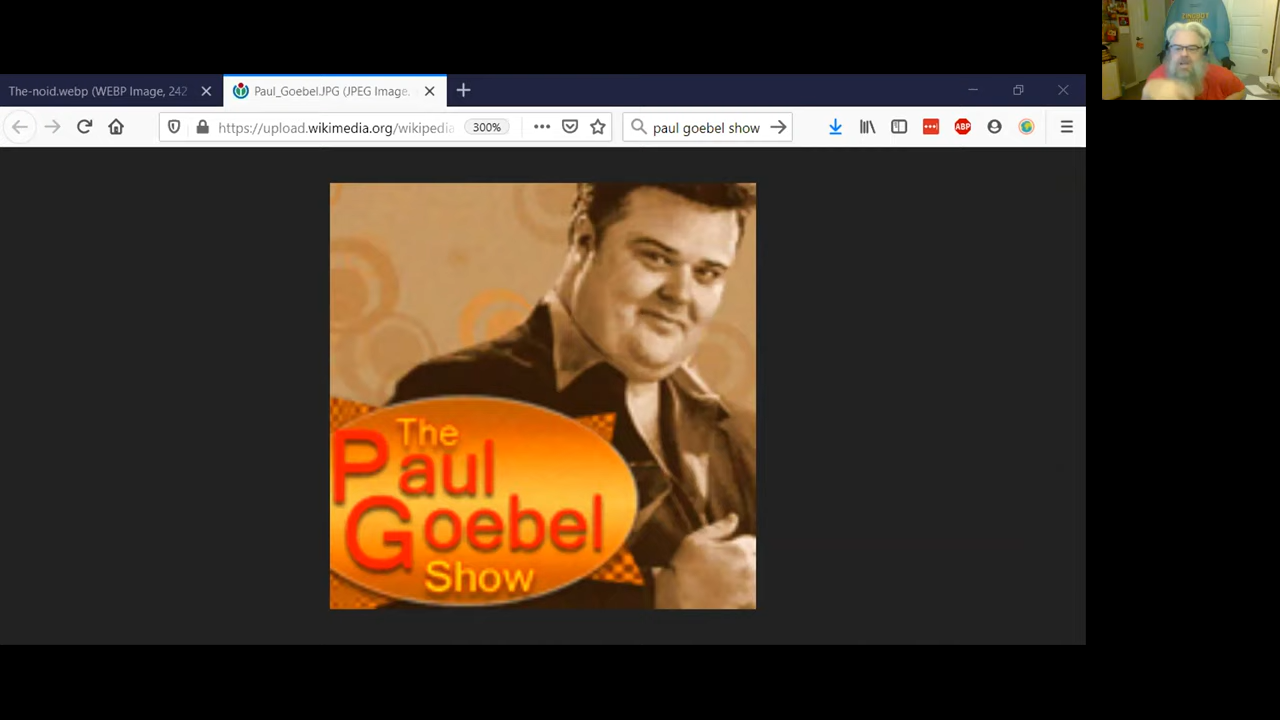 The-noid.webp (WEBP Image, 242
Paul_Goebel.JPG (JPEG Image,
https://upload.wikimedia.org/wikipedia
300%
paul goebel show
ABP
The
Paul
Goebel
Show